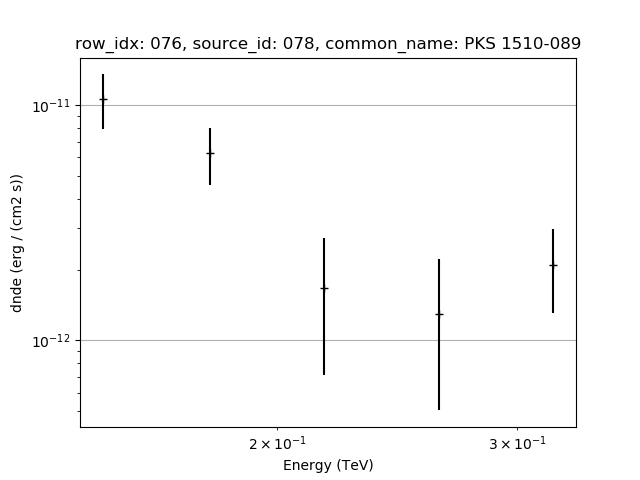 row_idx: 076, source_id: 078, common_name: PKS 1510-089
dnde (erg / (cm2 s))
10⁻¹¹
10⁻¹²
2 × 10⁻¹
3 × 10⁻¹
Energy (TeV)